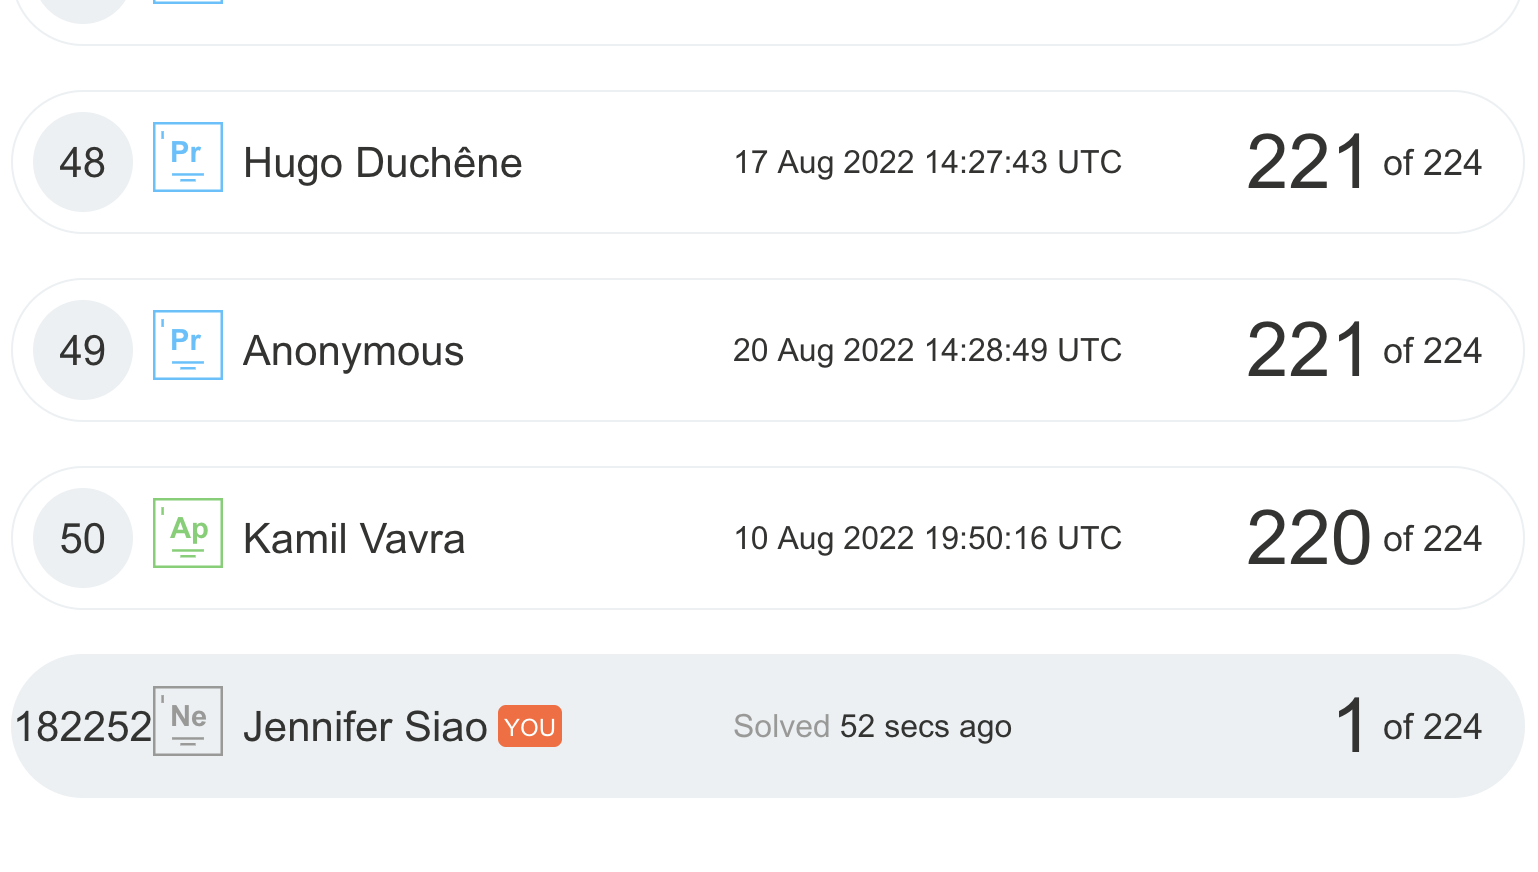 48 Pr Hugo Duchêne 17 Aug 2022 14:27:43 UTC 221 of 224
49 Pr Anonymous 20 Aug 2022 14:28:49 UTC 221 of 224
50 Ap Kamil Vavra 10 Aug 2022 19:50:16 UTC 220 of 224
182252 Ne Jennifer Siao YOU Solved 52 secs ago 1 of 224